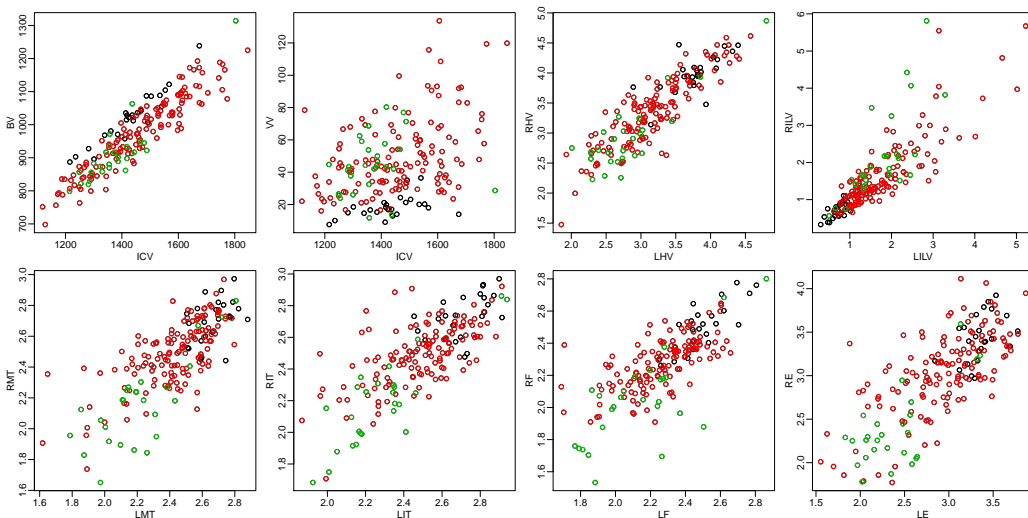 1300
1200
1100
1000
900
800
700
BV
1200 1400 1600 1800
ICV
120
100
80
60
40
20
VV
1200 1400 1600 1800
ICV
5.0
4.5
4.0
3.5
3.0
2.5
2.0
1.5
RHV
2.0 2.5 3.0 3.5 4.0 4.5
LHV
6
5
4
3
2
1
RILV
1 2 3 4 5
LILV
3.0
2.8
2.6
2.4
2.2
2.0
1.8
1.6
RMT
1.6 1.8 2.0 2.2 2.4 2.6 2.8
LMT
3.0
2.8
2.6
2.4
2.2
2.0
1.8
RIT
2.0 2.2 2.4 2.6 2.8
LIT
2.8
2.6
2.4
2.2
2.0
1.8
1.6
RF
1.8 2.0 2.2 2.4 2.6 2.8
LF
4.0
3.5
3.0
2.5
2.0
RE
1.5 2.0 2.5 3.0 3.5
LE